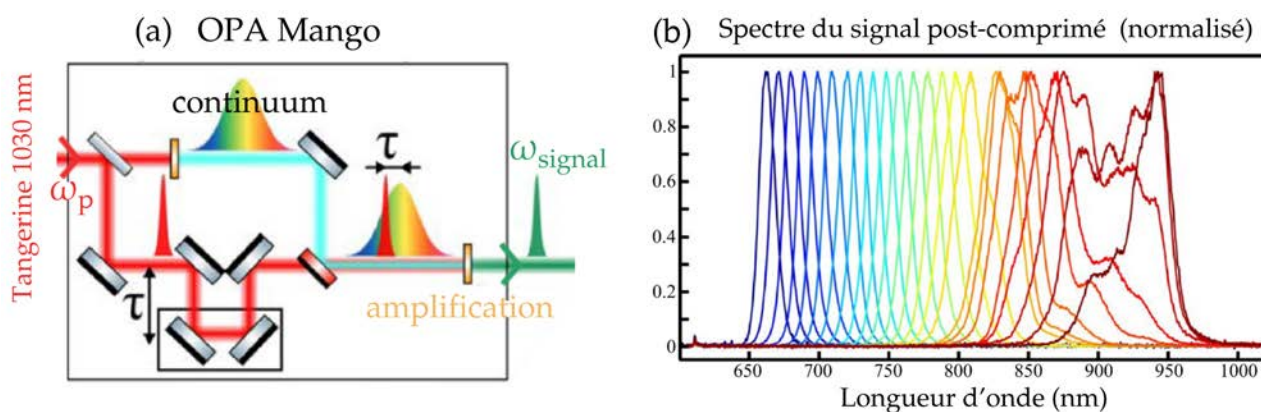 (a) OPA Mango
continuum
Tangerine 1030 nm
ω_p
τ
ω_signal
τ
amplification
(b) Spectre du signal post-comprimé (normalisé)
1
0.8
0.6
0.4
0.2
0
650 700 750 800 850 900 950 1000
Longueur d'onde (nm)